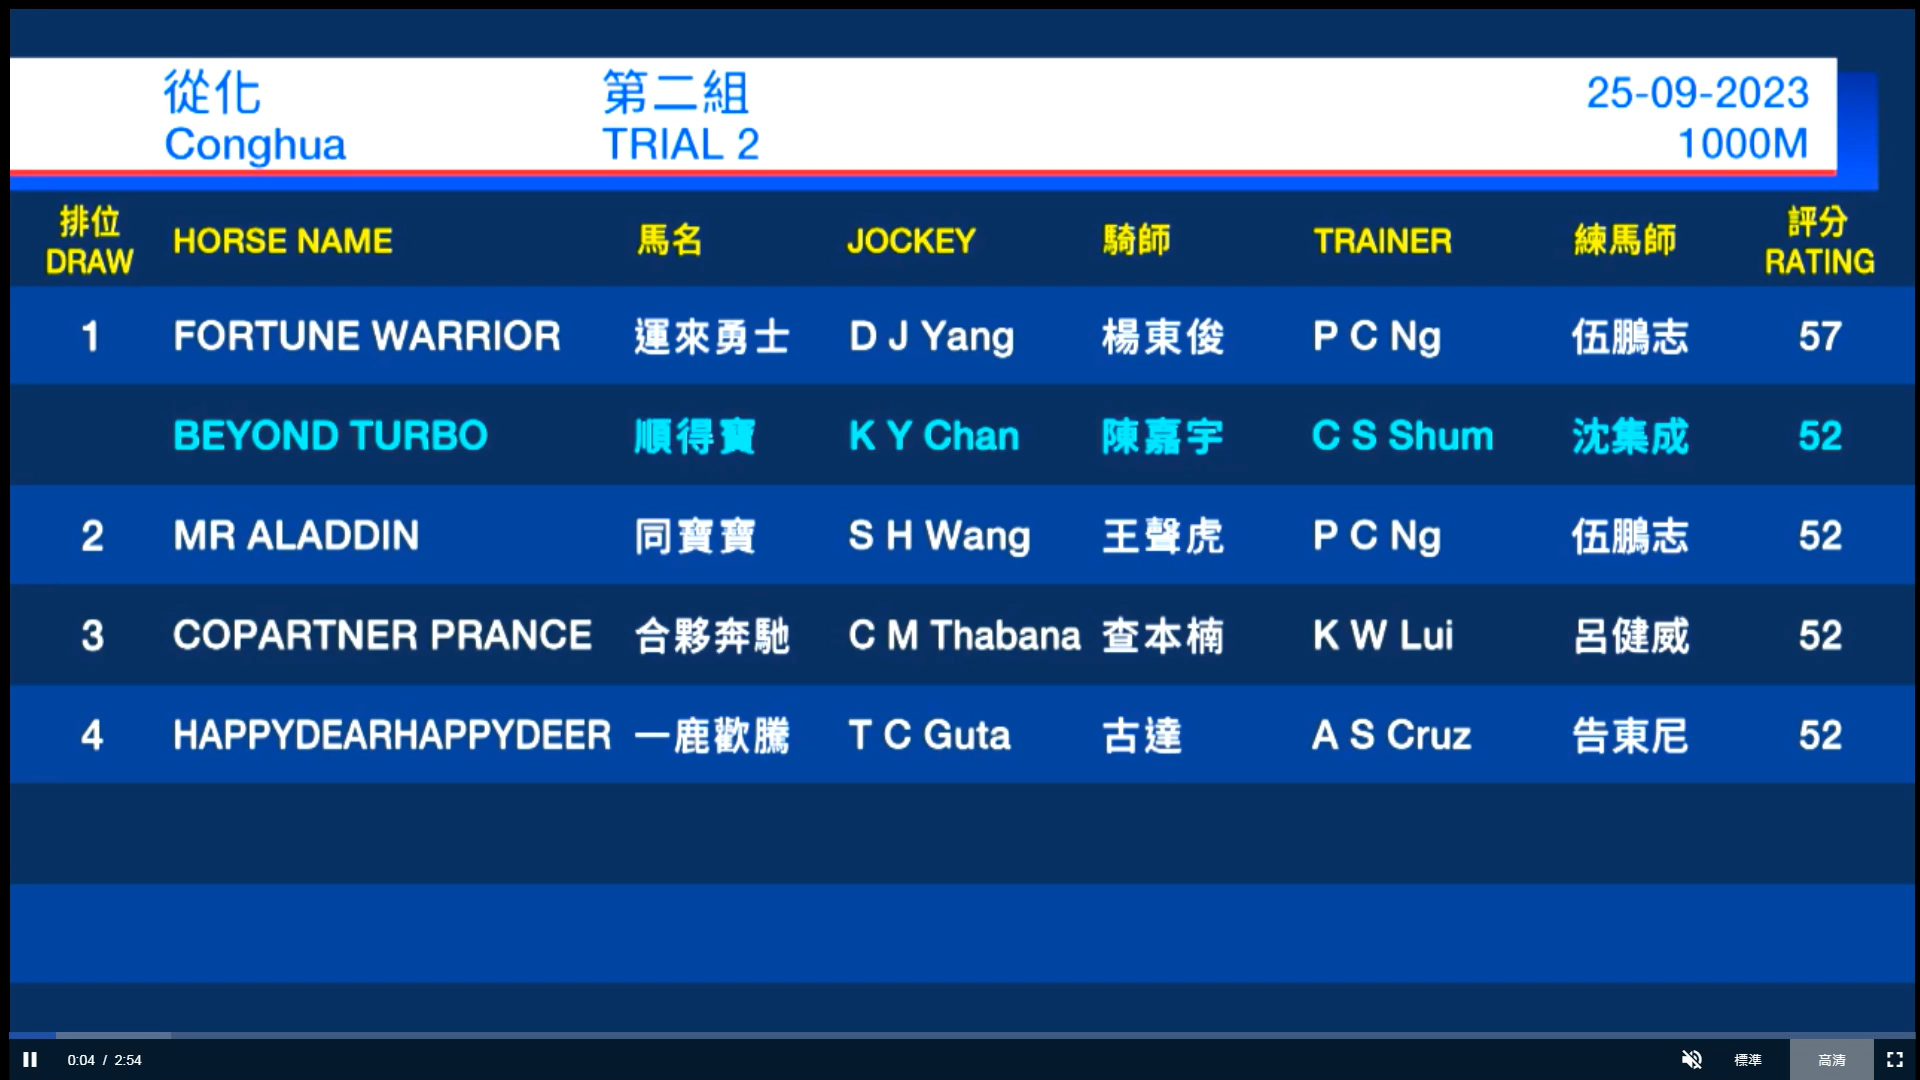 從化 第二組 25-09-2023
Conghua TRIAL 2 1000M
排位 DRAW HORSE NAME 馬名 JOCKEY 騎師 TRAINER 練馬師 評分 RATING
1 FORTUNE WARRIOR 運來勇士 D J Yang 楊東俊 P C Ng 伍鵬志 57
BEYOND TURBO 順得寶 K Y Chan 陳嘉宇 C S Shum 沈集成 52
2 MR ALADDIN 同寶寶 S H Wang 王聲虎 P C Ng 伍鵬志 52
3 COPARTNER PRANCE 合夥奔馳 C M Thabana 查本楠 K W Lui 呂健威 52
4 HAPPYDEARHAPPYDEER 一鹿歡騰 T C Guta 古達 A S Cruz 告東尼 52
0:04 / 2:54 標準 高清